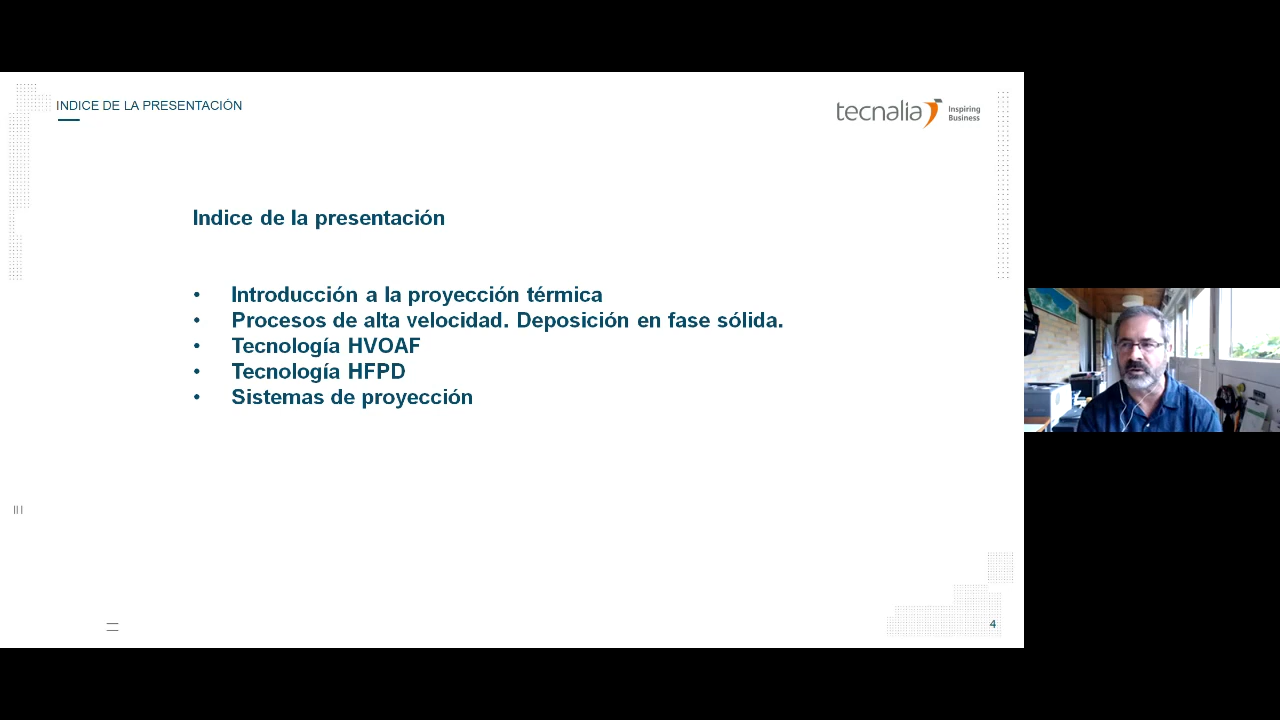 INDICE DE LA PRESENTACIÓN
tecnalia Inspiring
Business
Indice de la presentación
• Introducción a la proyección térmica
• Procesos de alta velocidad. Deposición en fase sólida.
• Tecnología HVOAF
• Tecnología HFPD
• Sistemas de proyección
4